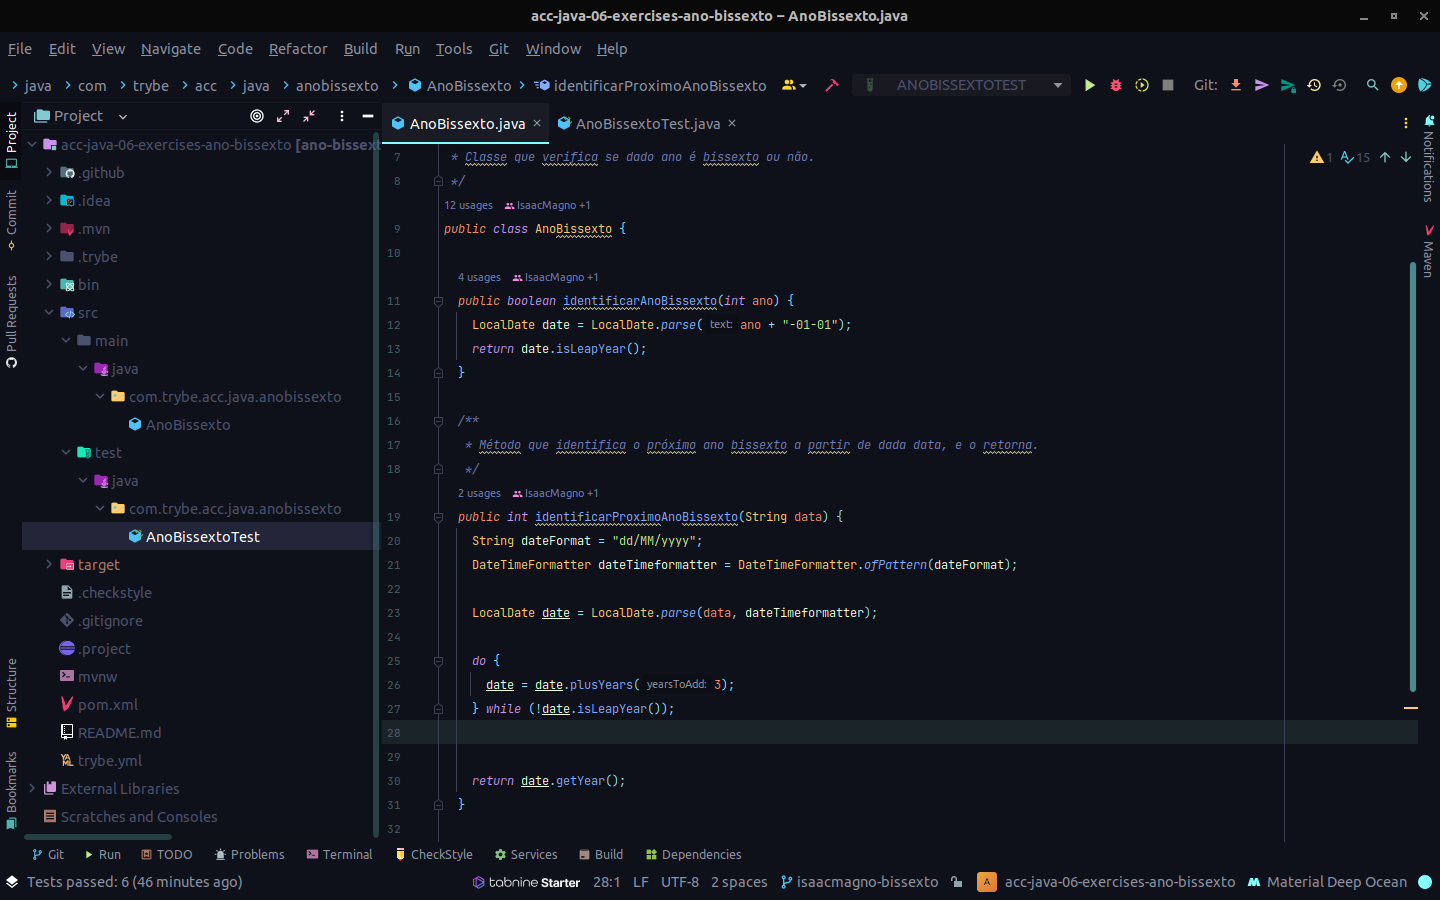 acc-java-06-exercises-ano-bissexto – AnoBissexto.java
File Edit View Navigate Code Refactor Build Run Tools Git Window Help
java com trybe acc java anobissexto AnoBissexto identificarProximoAnoBissexto ANOBISSEXTOTEST Git:
Project
AnoBissexto.java
AnoBissextoTest.java
Project
Commit
Pull Requests
Structure
Bookmarks
acc-java-06-exercises-ano-bissexto [ano-bissext
.github
.idea
.mvn
.trybe
bin
src
main
java
com.trybe.acc.java.anobissexto
AnoBissexto
test
java
com.trybe.acc.java.anobissexto
AnoBissextoTest
target
.checkstyle
.gitignore
.project
mvnw
pom.xml
README.md
trybe.yml
External Libraries
Scratches and Consoles
1 15
7 * Classe que verifica se dado ano é bissexto ou não.
8 */
12 usages IsaacMagno +1
9 public class AnoBissexto {
10
4 usages IsaacMagno +1
11 public boolean identificarAnoBissexto(int ano) {
12 LocalDate date = LocalDate.parse( text: ano + "-01-01");
13 return date.isLeapYear();
14 }
15
16 /**
17 * Método que identifica o próximo ano bissexto a partir de dada data, e o retorna.
18 */
2 usages IsaacMagno +1
19 public int identificarProximoAnoBissexto(String data) {
20 String dateFormat = "dd/MM/yyyy";
21 DateTimeFormatter dateTimeformatter = DateTimeFormatter.ofPattern(dateFormat);
22
23 LocalDate date = LocalDate.parse(data, dateTimeformatter);
24
25 do {
26 date = date.plusYears( yearsToAdd: 3);
27 } while (!date.isLeapYear());
28
29
30 return date.getYear();
31 }
32
Notifications
Maven
Git Run TODO Problems Terminal CheckStyle Services Build Dependencies
Tests passed: 6 (46 minutes ago) tabnine Starter 28:1 LF UTF-8 2 spaces isaacmagno-bissexto A acc-java-06-exercises-ano-bissexto Material Deep Ocean